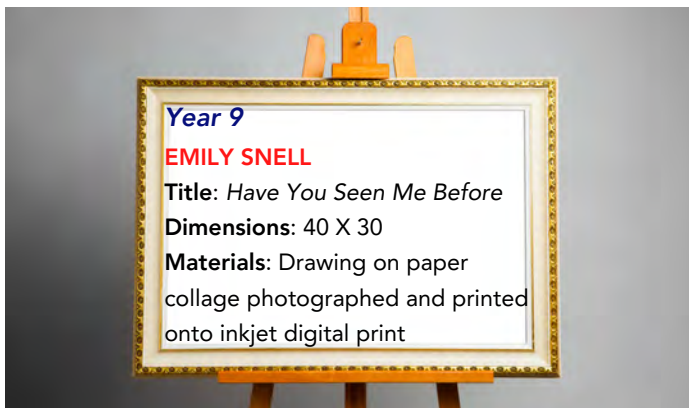 Year 9
EMILY SNELL
Title: Have You Seen Me Before
Dimensions: 40 X 30
Materials: Drawing on paper
collage photographed and printed
onto inkjet digital print